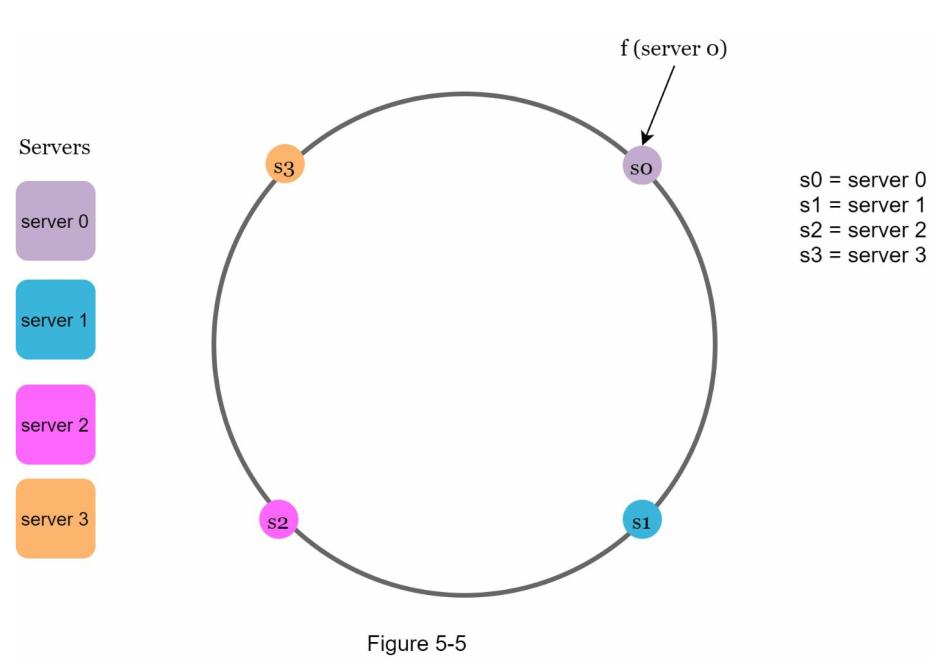 f (server 0)
Servers
s3
s0
server 0
s0 = server 0
s1 = server 1
s2 = server 2
s3 = server 3
server 1
server 2
server 3
s2
s1
Figure 5-5